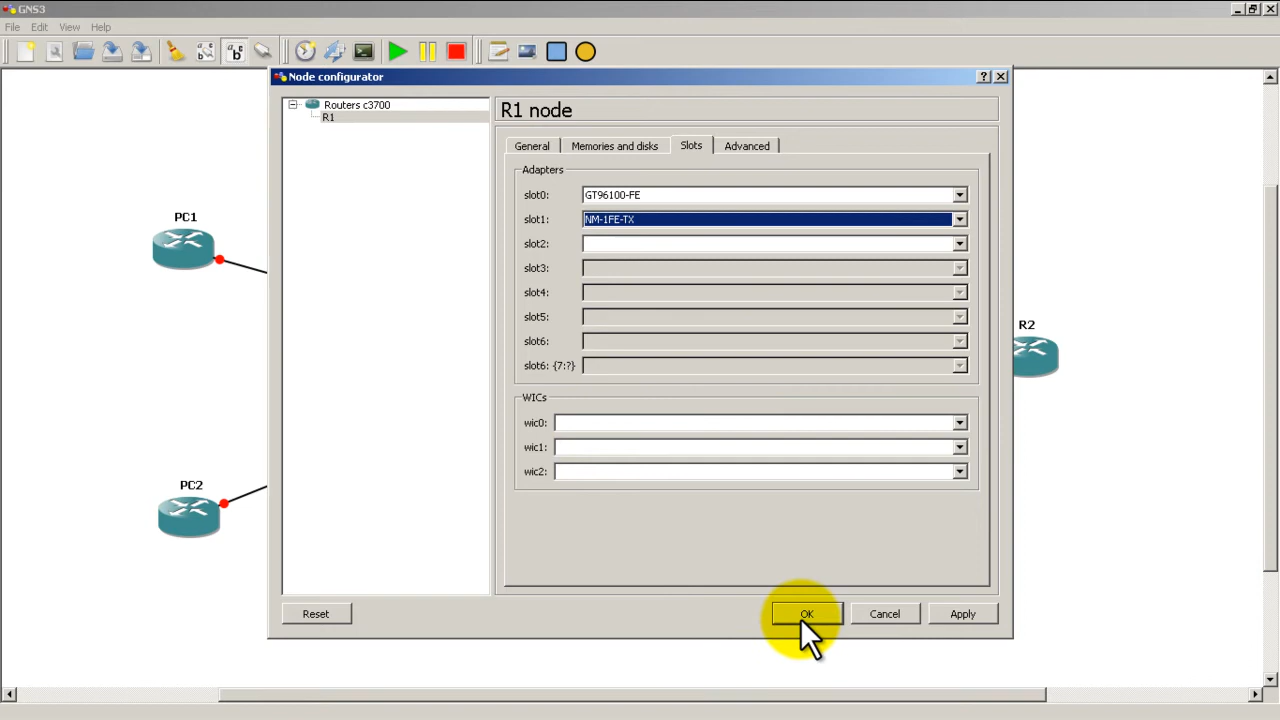 GNS3
File Edit View Help
Node configurator
Routers c3700
R1
R1 node
General
Memories and disks
Slots
Advanced
Adapters
slot0: GT96100-FE
slot1: NM-1FE-TX
slot2:
slot3:
slot4:
slot5:
slot6:
slot6: {7:?}
WICs
wic0:
wic1:
wic2:
Reset
OK
Cancel
Apply
PC1
PC2
R2